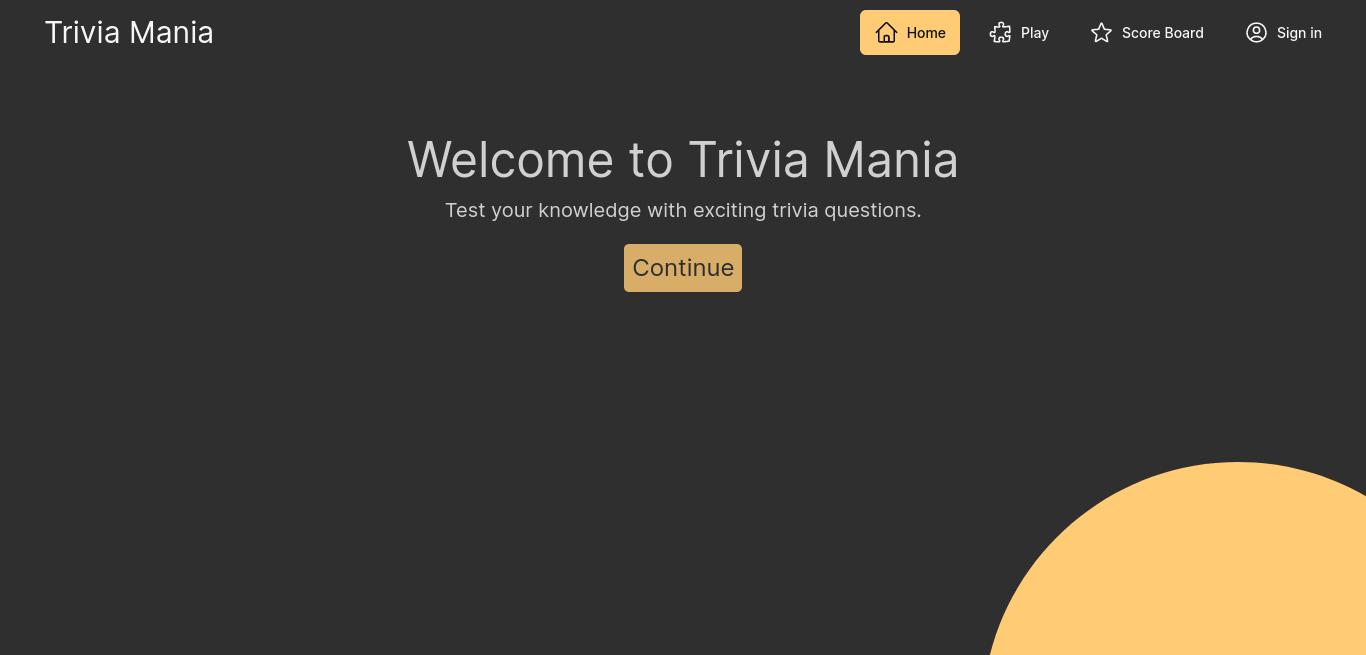 Trivia Mania
Home
Play
Score Board
Sign in
Welcome to Trivia Mania
Test your knowledge with exciting trivia questions.
Continue